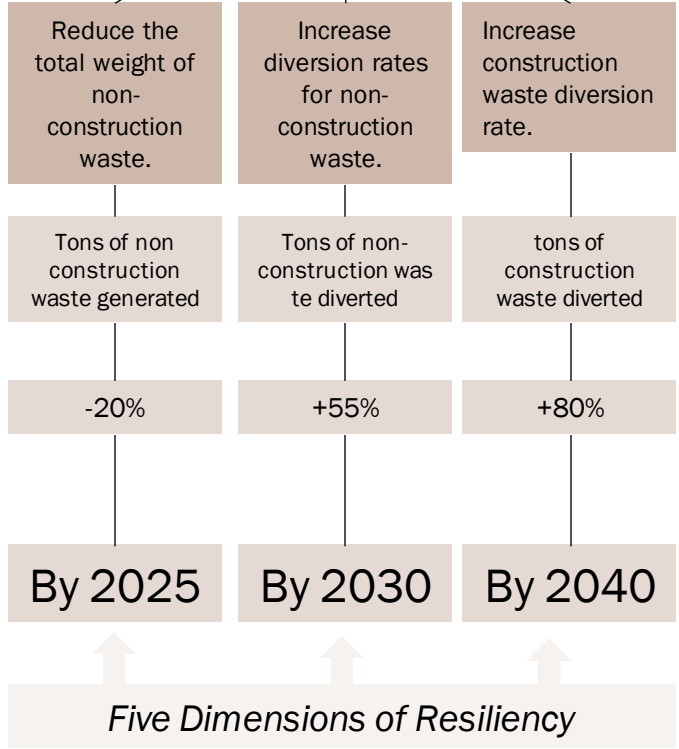 Reduce the
total weight of
non-
construction
waste.
Increase
diversion rates
for non-
construction
waste.
Increase
construction
waste diversion
rate.
Tons of non
construction
waste generated
Tons of non-
construction was
te diverted
tons of
construction
waste diverted
-20%
+55%
+80%
By 2025
By 2030
By 2040
Five Dimensions of Resiliency